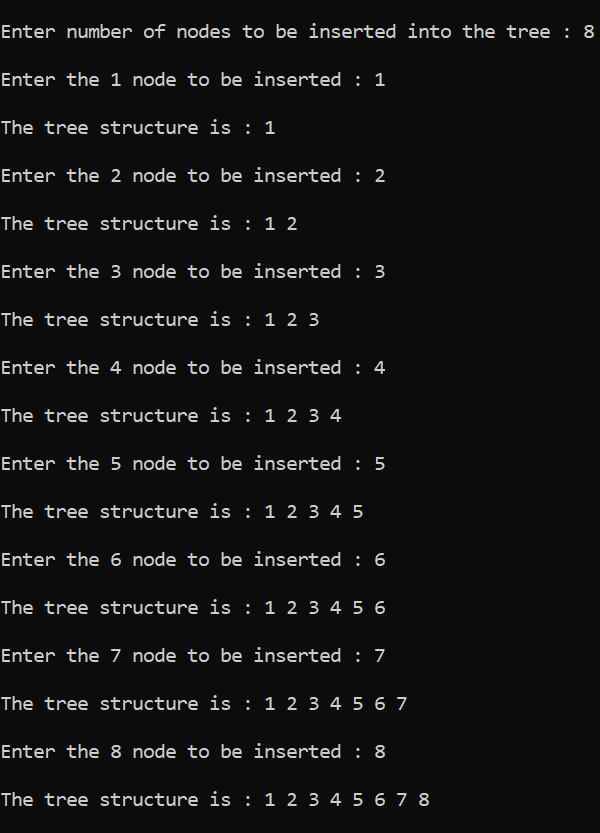 Enter number of nodes to be inserted into the tree : 8
Enter the 1 node to be inserted : 1
The tree structure is : 1
Enter the 2 node to be inserted : 2
The tree structure is : 1 2
Enter the 3 node to be inserted : 3
The tree structure is : 1 2 3
Enter the 4 node to be inserted : 4
The tree structure is : 1 2 3 4
Enter the 5 node to be inserted : 5
The tree structure is : 1 2 3 4 5
Enter the 6 node to be inserted : 6
The tree structure is : 1 2 3 4 5 6
Enter the 7 node to be inserted : 7
The tree structure is : 1 2 3 4 5 6 7
Enter the 8 node to be inserted : 8
The tree structure is : 1 2 3 4 5 6 7 8